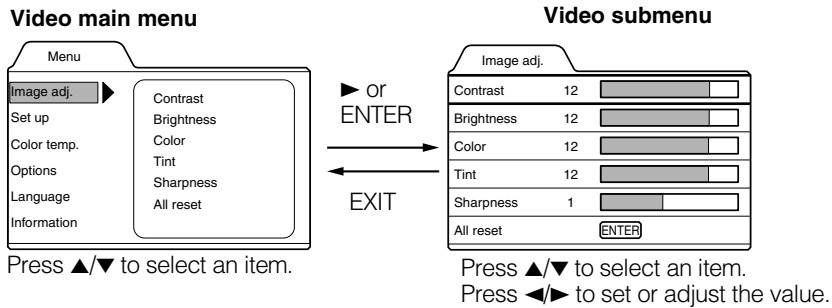 Video main menu
Menu
Image adj.
Set up
Color temp.
Options
Language
Information
Contrast
Brightness
Color
Tint
Sharpness
All reset
Press ▲/▼ to select an item.
► or
ENTER
EXIT
Video submenu
Image adj.
Contrast 12
Brightness 12
Color 12
Tint 12
Sharpness 1
All reset ENTER
Press ▲/▼ to select an item.
Press ◄/► to set or adjust the value.